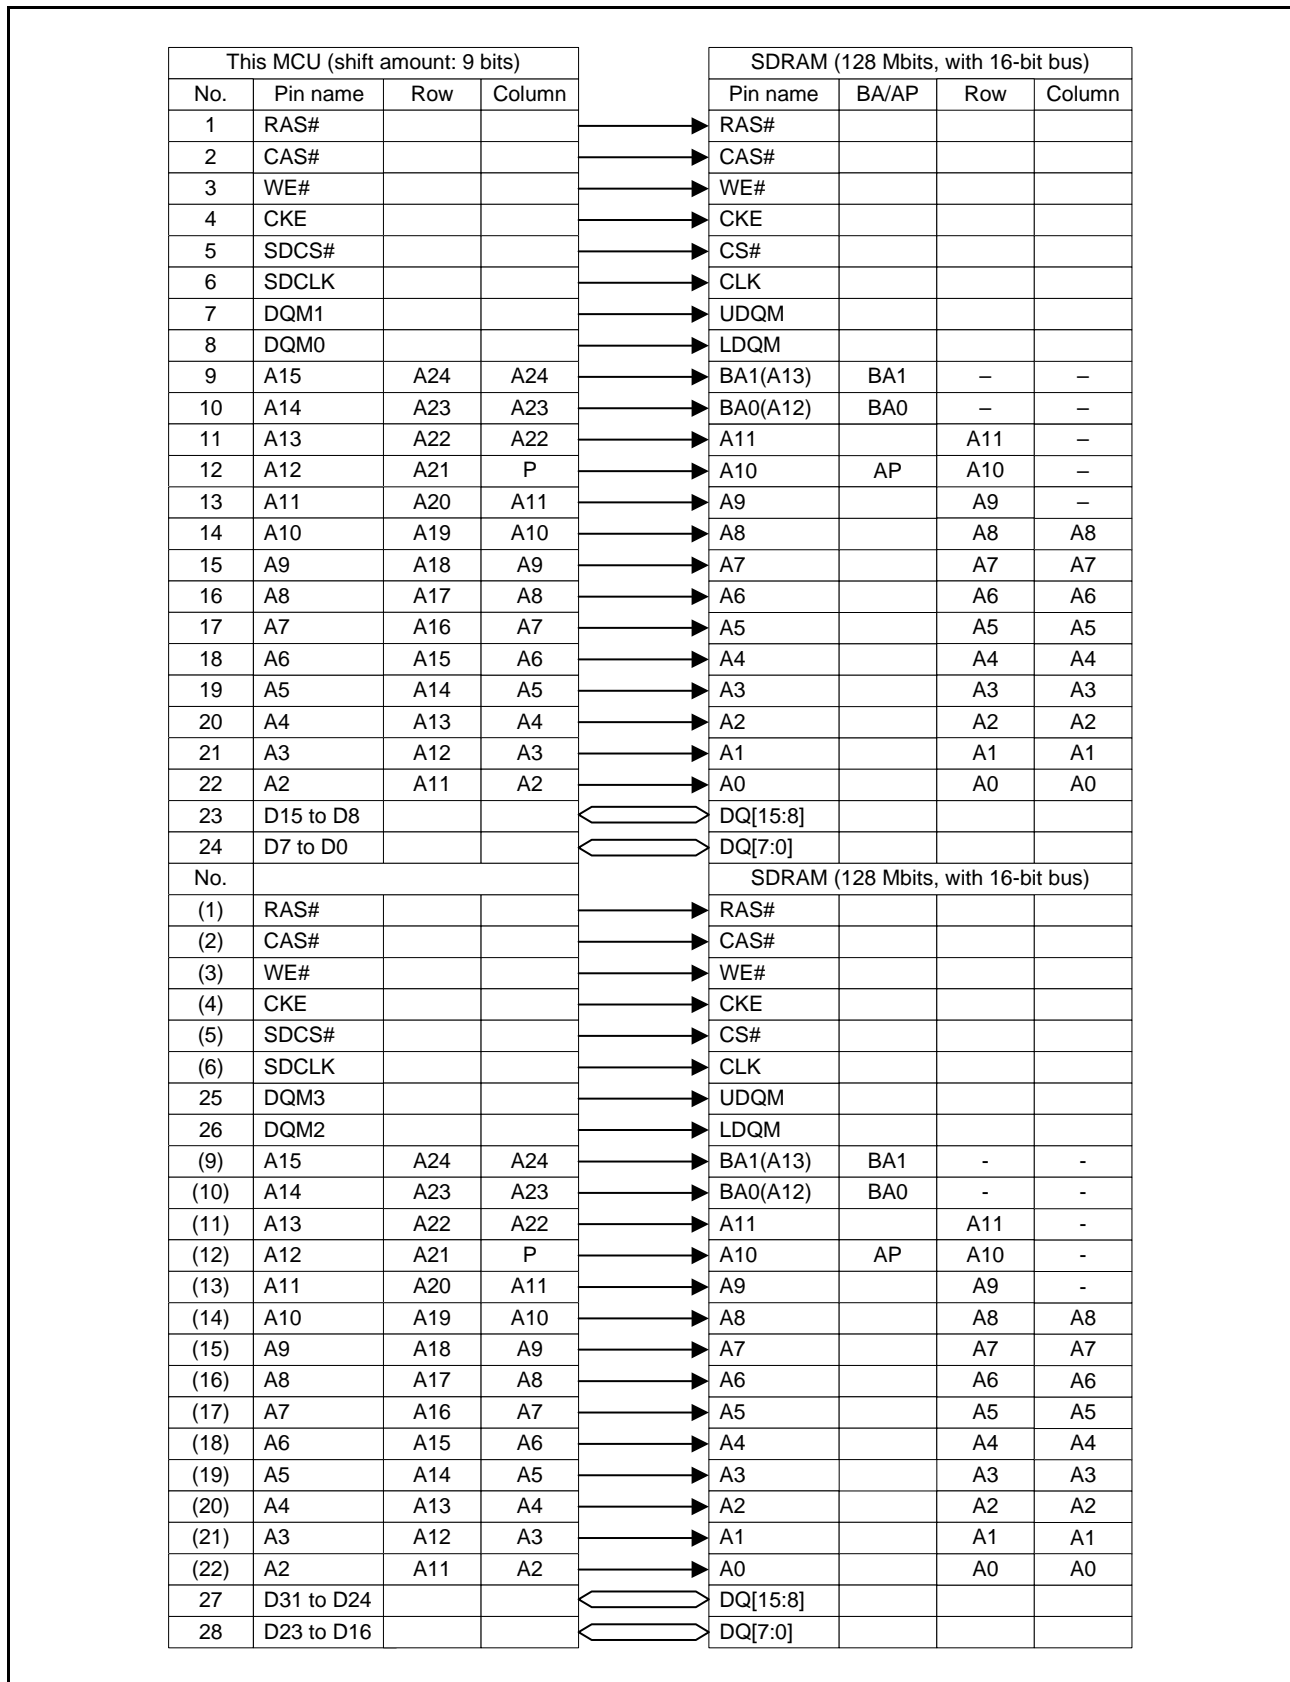 This MCU (shift amount: 9 bits) SDRAM (128 Mbits, with 16-bit bus)
No. Pin name Row Column Pin name BA/AP Row Column
1 RAS# RAS#
2 CAS# CAS#
3 WE# WE#
4 CKE CKE
5 SDCS# CS#
6 SDCLK CLK
7 DQM1 UDQM
8 DQM0 LDQM
9 A15 A24 A24 BA1(A13) BA1 – –
10 A14 A23 A23 BA0(A12) BA0 – –
11 A13 A22 A22 A11 A11 –
12 A12 A21 P A10 AP A10 –
13 A11 A20 A11 A9 A9 –
14 A10 A19 A10 A8 A8 A8
15 A9 A18 A9 A7 A7 A7
16 A8 A17 A8 A6 A6 A6
17 A7 A16 A7 A5 A5 A5
18 A6 A15 A6 A4 A4 A4
19 A5 A14 A5 A3 A3 A3
20 A4 A13 A4 A2 A2 A2
21 A3 A12 A3 A1 A1 A1
22 A2 A11 A2 A0 A0 A0
23 D15 to D8 DQ[15:8]
24 D7 to D0 DQ[7:0]
No. SDRAM (128 Mbits, with 16-bit bus)
(1) RAS# RAS#
(2) CAS# CAS#
(3) WE# WE#
(4) CKE CKE
(5) SDCS# CS#
(6) SDCLK CLK
25 DQM3 UDQM
26 DQM2 LDQM
(9) A15 A24 A24 BA1(A13) BA1 - -
(10) A14 A23 A23 BA0(A12) BA0 - -
(11) A13 A22 A22 A11 A11 -
(12) A12 A21 P A10 AP A10 -
(13) A11 A20 A11 A9 A9 -
(14) A10 A19 A10 A8 A8 A8
(15) A9 A18 A9 A7 A7 A7
(16) A8 A17 A8 A6 A6 A6
(17) A7 A16 A7 A5 A5 A5
(18) A6 A15 A6 A4 A4 A4
(19) A5 A14 A5 A3 A3 A3
(20) A4 A13 A4 A2 A2 A2
(21) A3 A12 A3 A1 A1 A1
(22) A2 A11 A2 A0 A0 A0
27 D31 to D24 DQ[15:8]
28 D23 to D16 DQ[7:0]